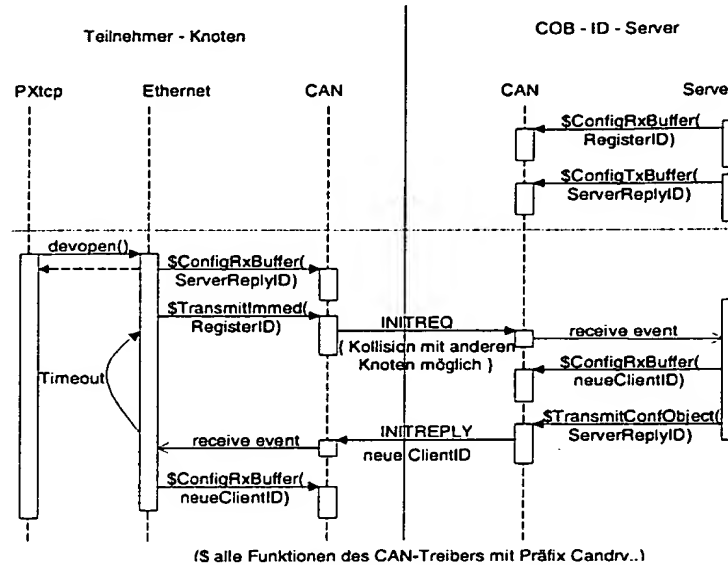 Teilnehmer - Knoten
COB - ID - Server
PXtcp
Ethernet
CAN
CAN
Serve
$ConfigRxBuffer(
RegisterID)
$ConfigTxBuffer(
ServerReplyID)
devopen()
$ConfigRxBuffer(
ServerReplyID)
$TransmitImmed(
RegisterID)
INITREQ
{ Kollision mit anderen
Knoten möglich }
receive event
Timeout
$ConfigRxBuffer(
neueClientID)
$TransmitConfObject(
ServerReplyID)
receive event
INITREPLY
neue ClientID
$ConfigRxBuffer(
neueClientID)
($ alle Funktionen des CAN-Treibers mit Präfix Candrv..)